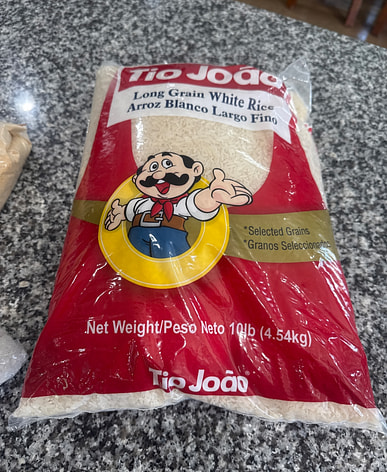 Tio João
Long Grain White Rice
Arroz Blanco Largo Fino
*Selected Grains
*Granos Seleccionados
Net Weight/Peso Neto 10lb (4.54kg)
Tio João